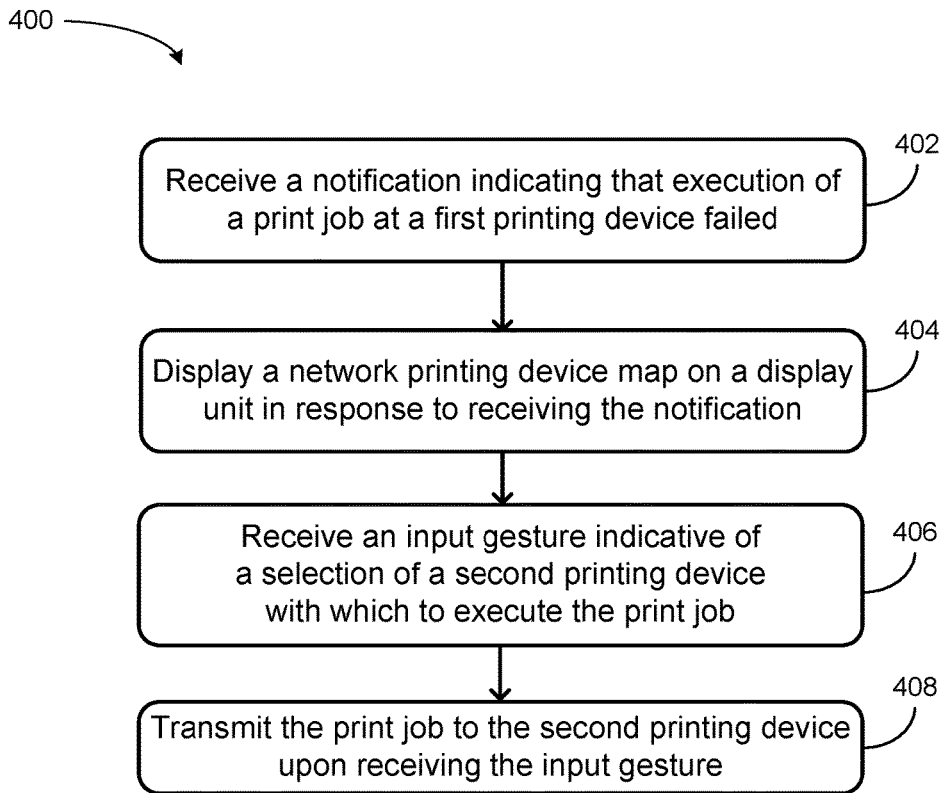 400
402
Receive a notification indicating that execution of
a print job at a first printing device failed
404
Display a network printing device map on a display
unit in response to receiving the notification
406
Receive an input gesture indicative of
a selection of a second printing device
with which to execute the print job
408
Transmit the print job to the second printing device
upon receiving the input gesture